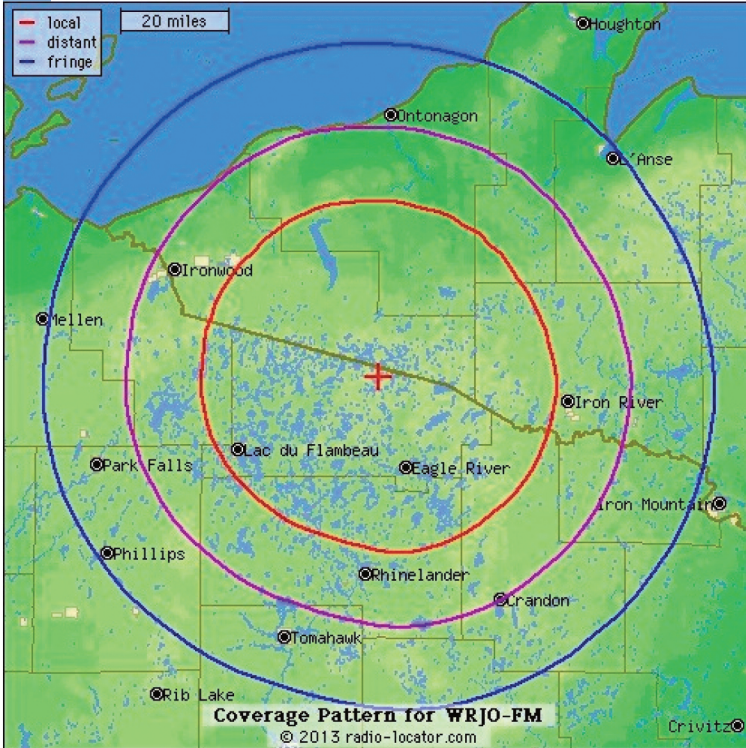 local
distant
fringe
20 miles
Houghton
Ontonagon
L'Anse
Ironwood
Mellen
Iron River
Lac du Flambeau
Eagle River
Park Falls
Iron Mountain
Phillips
Rhinelander
Crandon
Tomahawk
Rib Lake
Coverage Pattern for WRJO-FM
Crivitz
© 2013 radio-locator.com